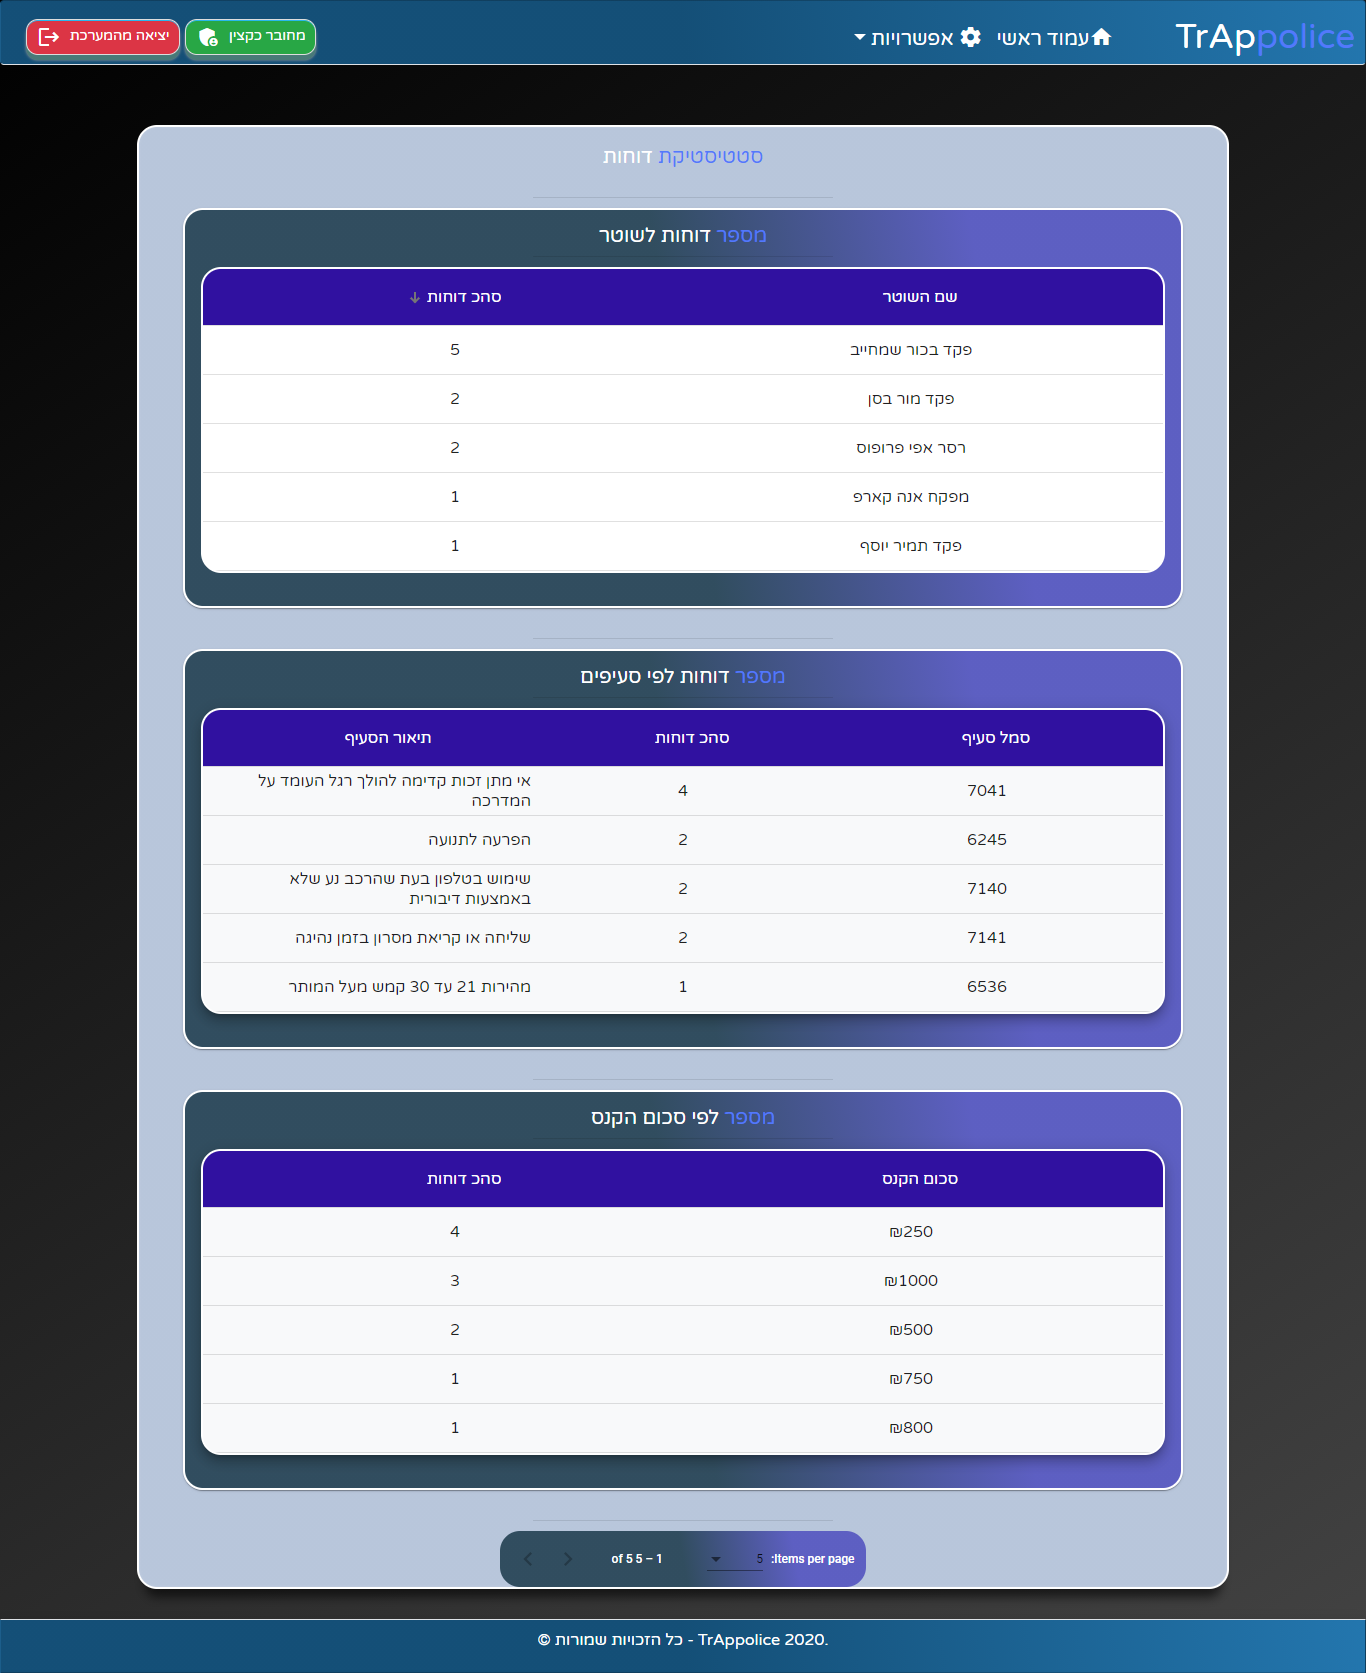 TrAppolice
עמוד ראשי
אפשרויות
מחובר כקצין
יציאה מהמערכת
סטטיסטיקת דוחות
מספר דוחות לשוטר
שם השוטר סהכ דוחות
פקד בכור שמחייב 5
פקד מור בסן 2
רסר אפי פרופוס 2
מפקח אנה קארפ 1
פקד תמיר יוסף 1
מספר דוחות לפי סעיפים
סמל סעיף סהכ דוחות תיאור הסעיף
7041 4 אי מתן זכות קדימה להולך רגל העומד על
המדרכה
6245 2 הפרעה לתנועה
7140 2 שימוש בטלפון בעת שהרכב נע שלא
באמצעות דיבורית
7141 2 שליחה או קריאת מסרון בזמן נהיגה
6536 1 מהירות 21 עד 30 קמש מעל המותר
מספר לפי סכום הקנס
סכום הקנס סהכ דוחות
₪250 4
₪1000 3
₪500 2
₪750 1
₪800 1
:Items per page 5 of 5 5 – 1
© כל הזכויות שמורות - TrAppolice 2020.